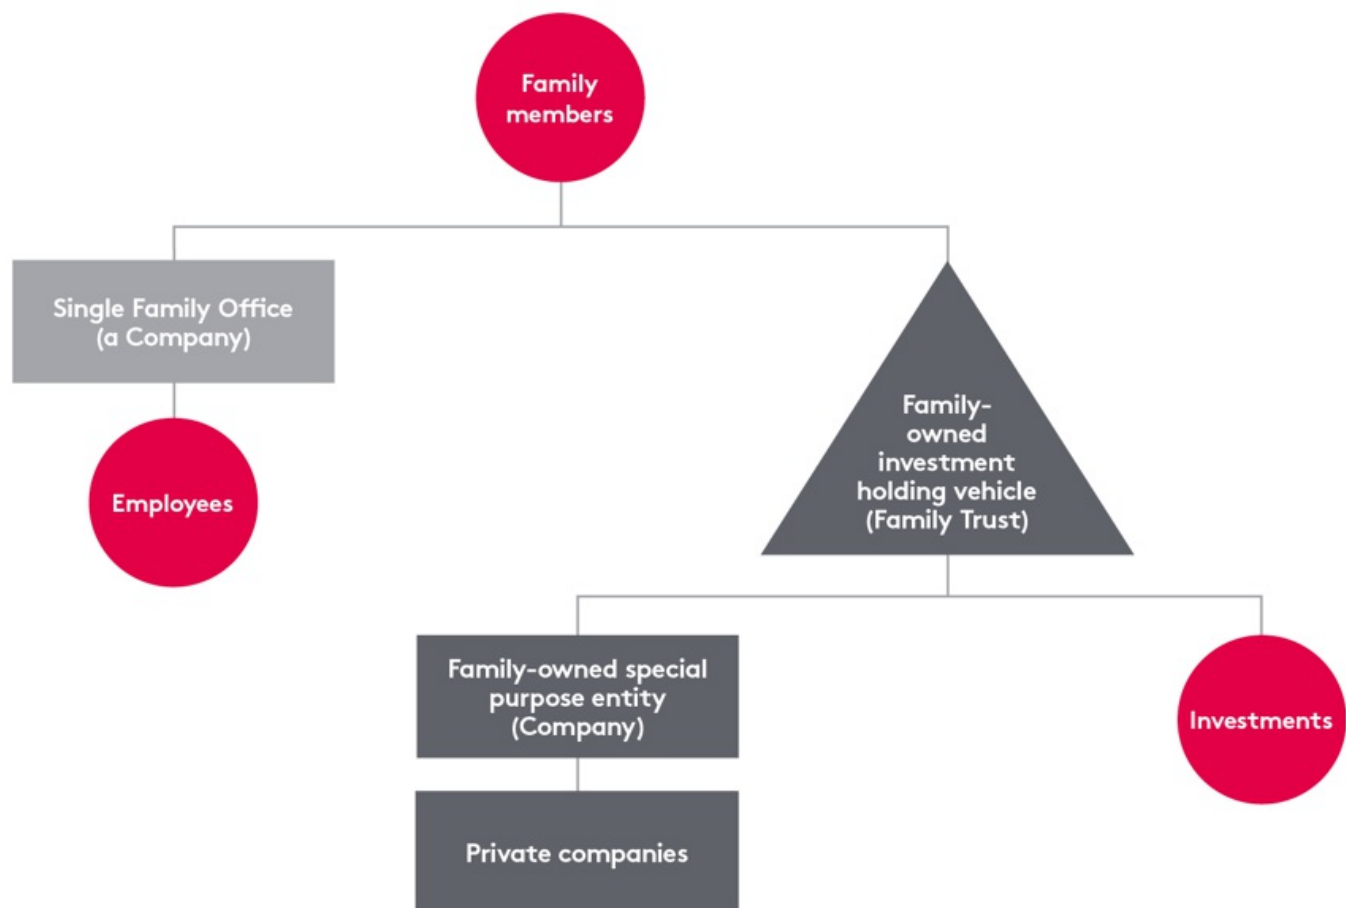 Family
members
Single Family Office
(a Company)
Employees
Family-
owned
investment
holding vehicle
(Family Trust)
Family-owned special
purpose entity
(Company)
Investments
Private companies